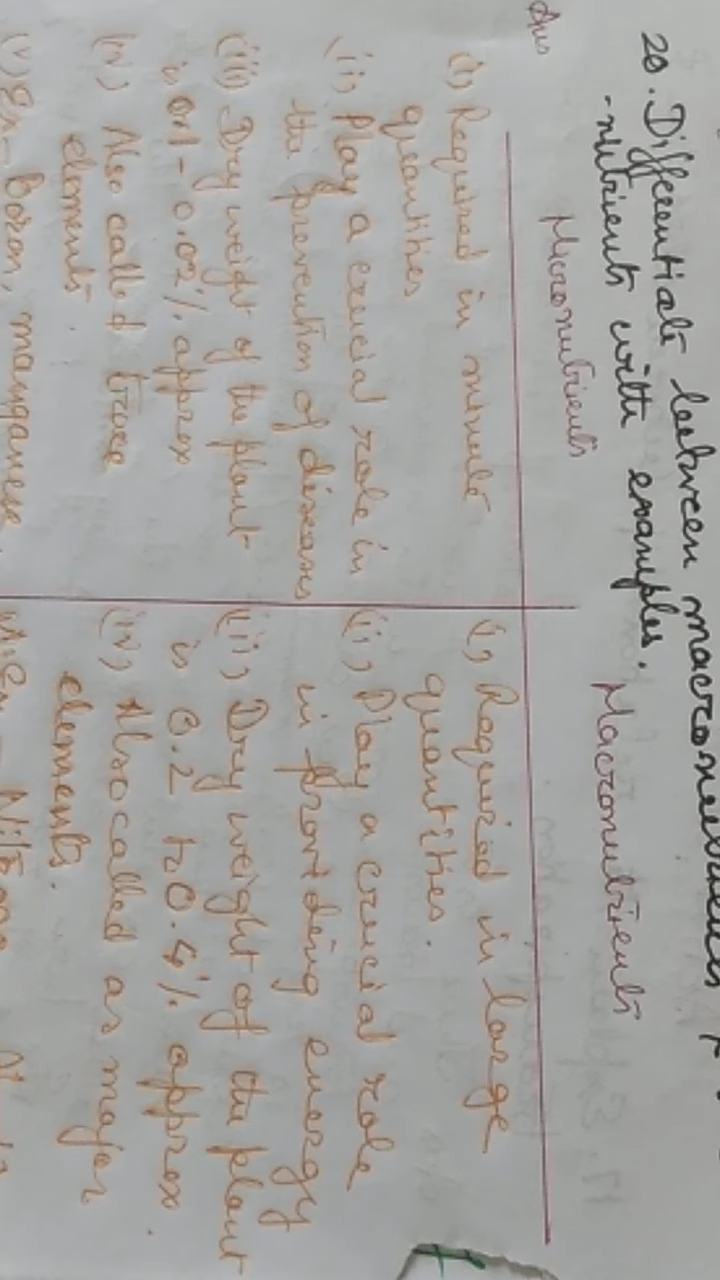 20. Differentiate between macronutrients &
-nutrients with examples.
Ans
Micronutrients
(i) Required in minute
quantities
(ii) Play a crucial role in
the prevention of diseases
(iii) Dry weight of the plant
is 0.01-0.02% approx
(iv) Also called trace
elements.
(v) Ex- Boron, manganese,
Macronutrients
(i) Required in large
quantities.
(ii) Play a crucial role
in providing energy
(iii) Dry weight of the plant
is 0.2 to 0.4% approx.
(iv) Also called as major
elements.